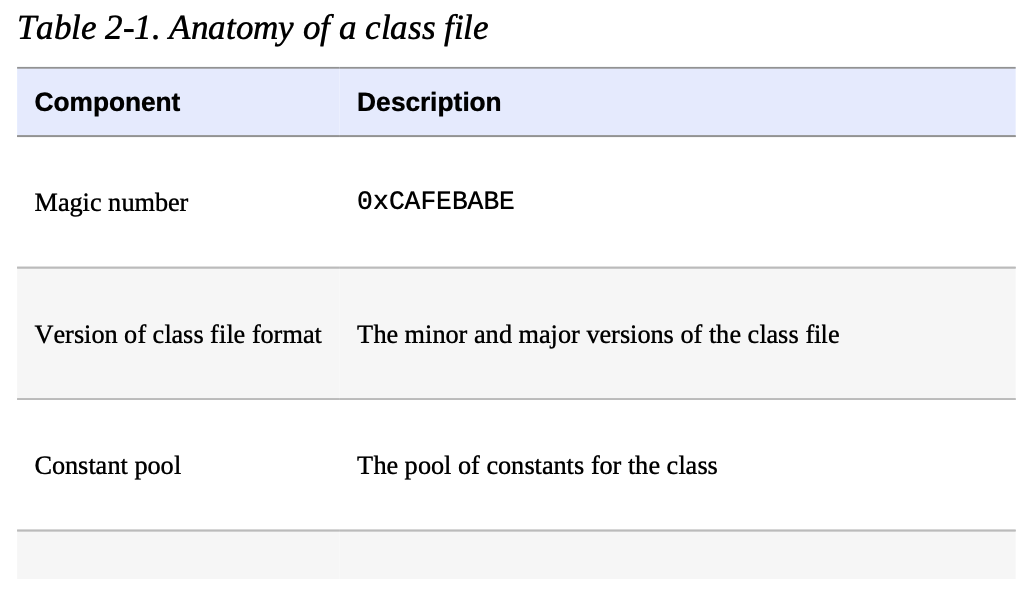 Table 2-1. Anatomy of a class file
Component Description
Magic number 0xCAFEBABE
Version of class file format The minor and major versions of the class file
Constant pool The pool of constants for the class